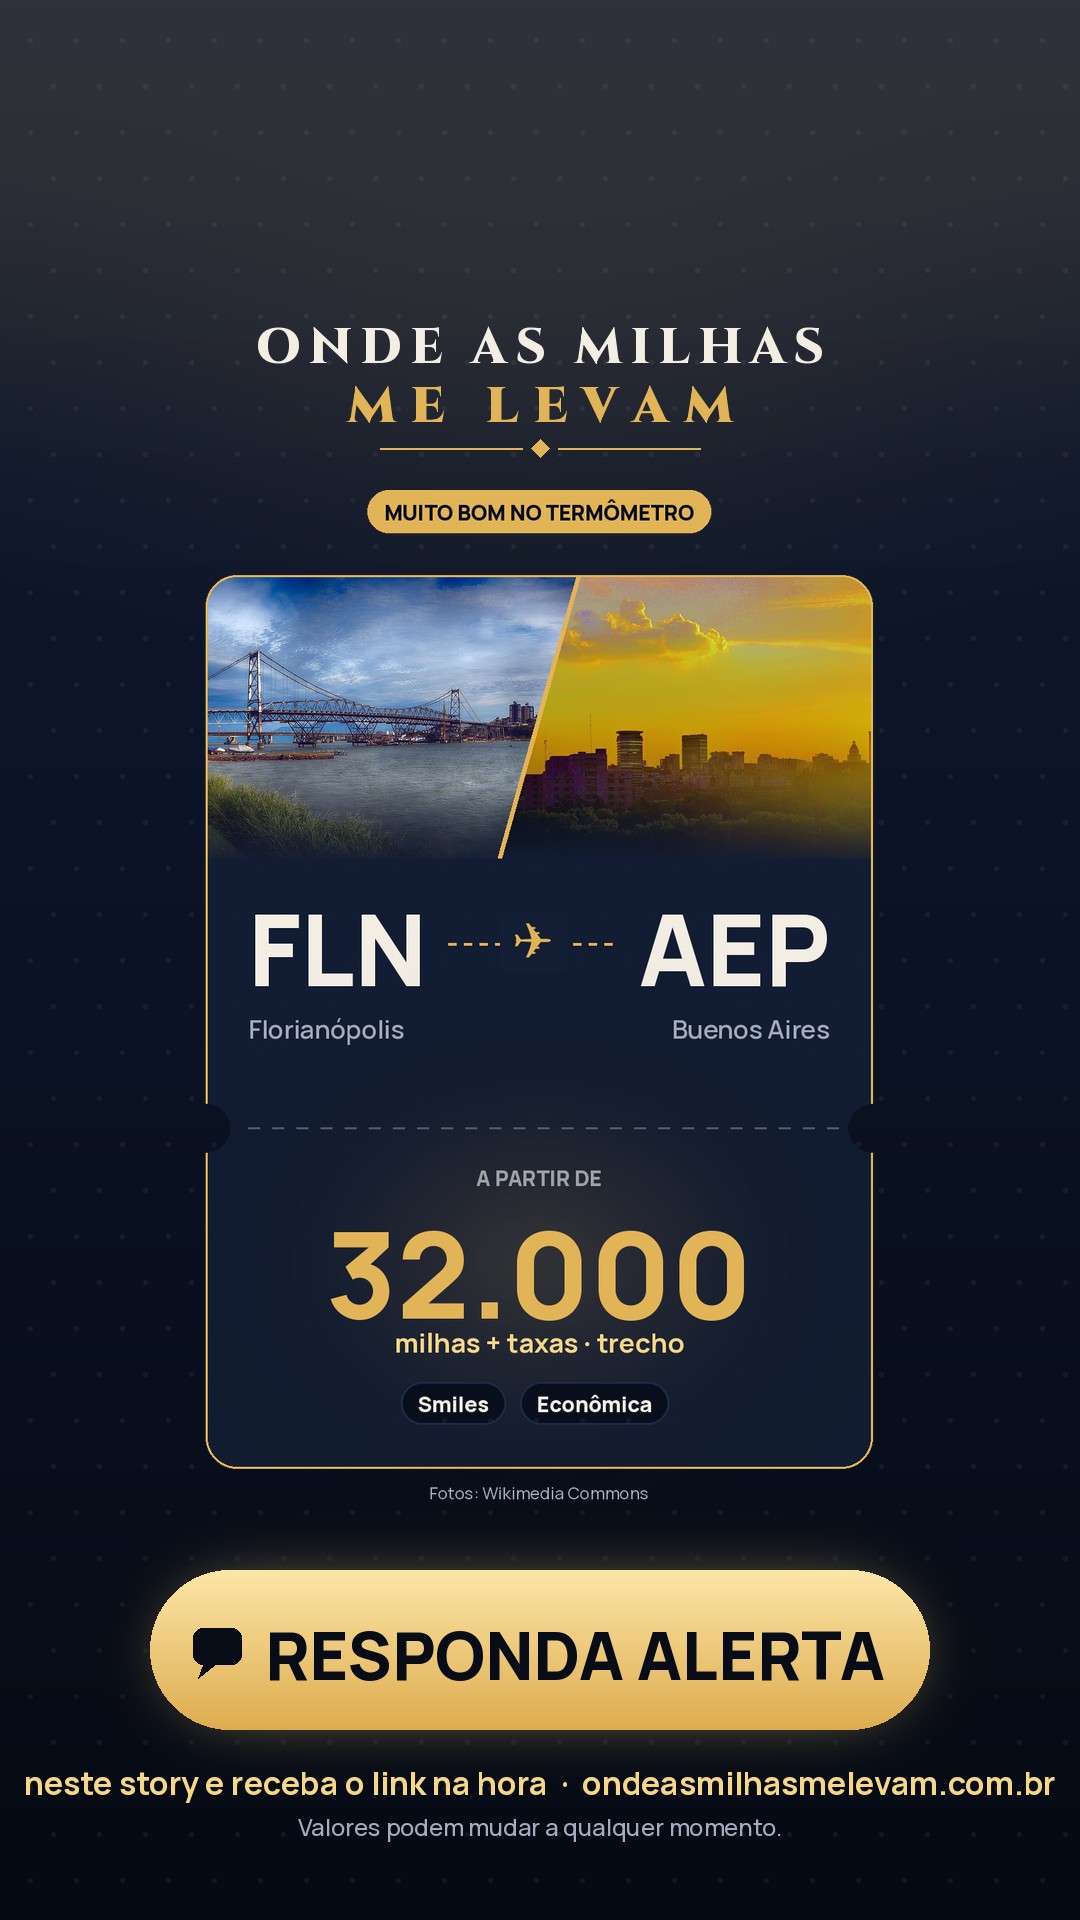 ONDE AS MILHAS
ME LEVAM
MUITO BOM NO TERMÔMETRO
FLN AEP
Florianópolis Buenos Aires
A PARTIR DE
32.000
milhas + taxas · trecho
Smiles Econômica
Fotos: Wikimedia Commons
RESPONDA ALERTA
neste story e receba o link na hora · ondeasmilhasmelevam.com.br
Valores podem mudar a qualquer momento.